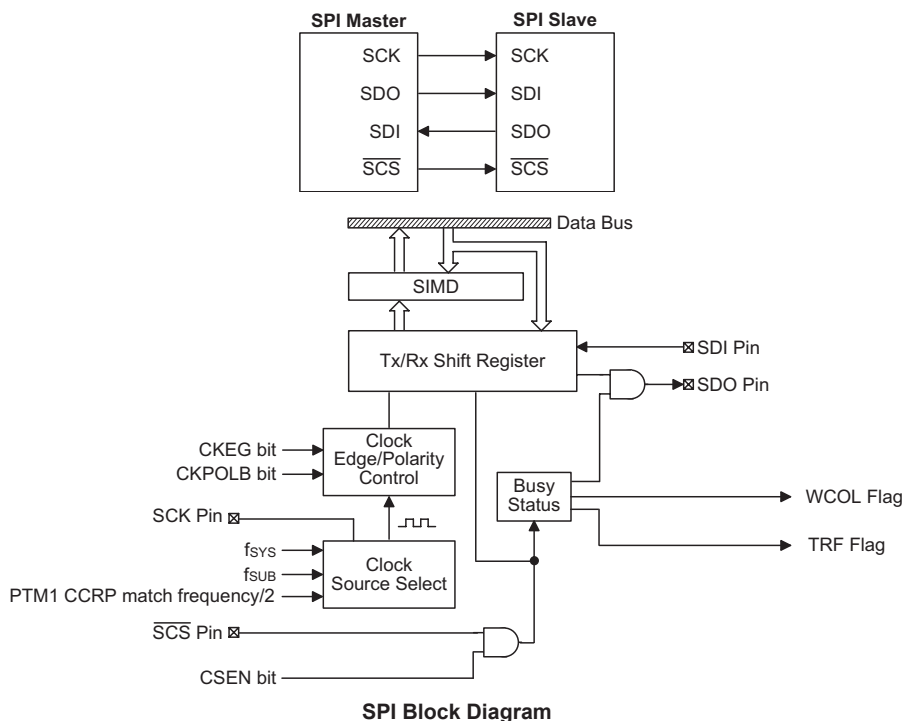 SPI Master
SPI Slave
SCK
SCK
SDO
SDI
SDI
SDO
SCS
SCS
Data Bus
SIMD
Tx/Rx Shift Register
SDI Pin
SDO Pin
CKEG bit
CKPOLB bit
Clock
Edge/Polarity
Control
Busy
Status
WCOL Flag
TRF Flag
SCK Pin
fSYS
fSUB
PTM1 CCRP match frequency/2
Clock
Source Select
SCS Pin
CSEN bit
SPI Block Diagram